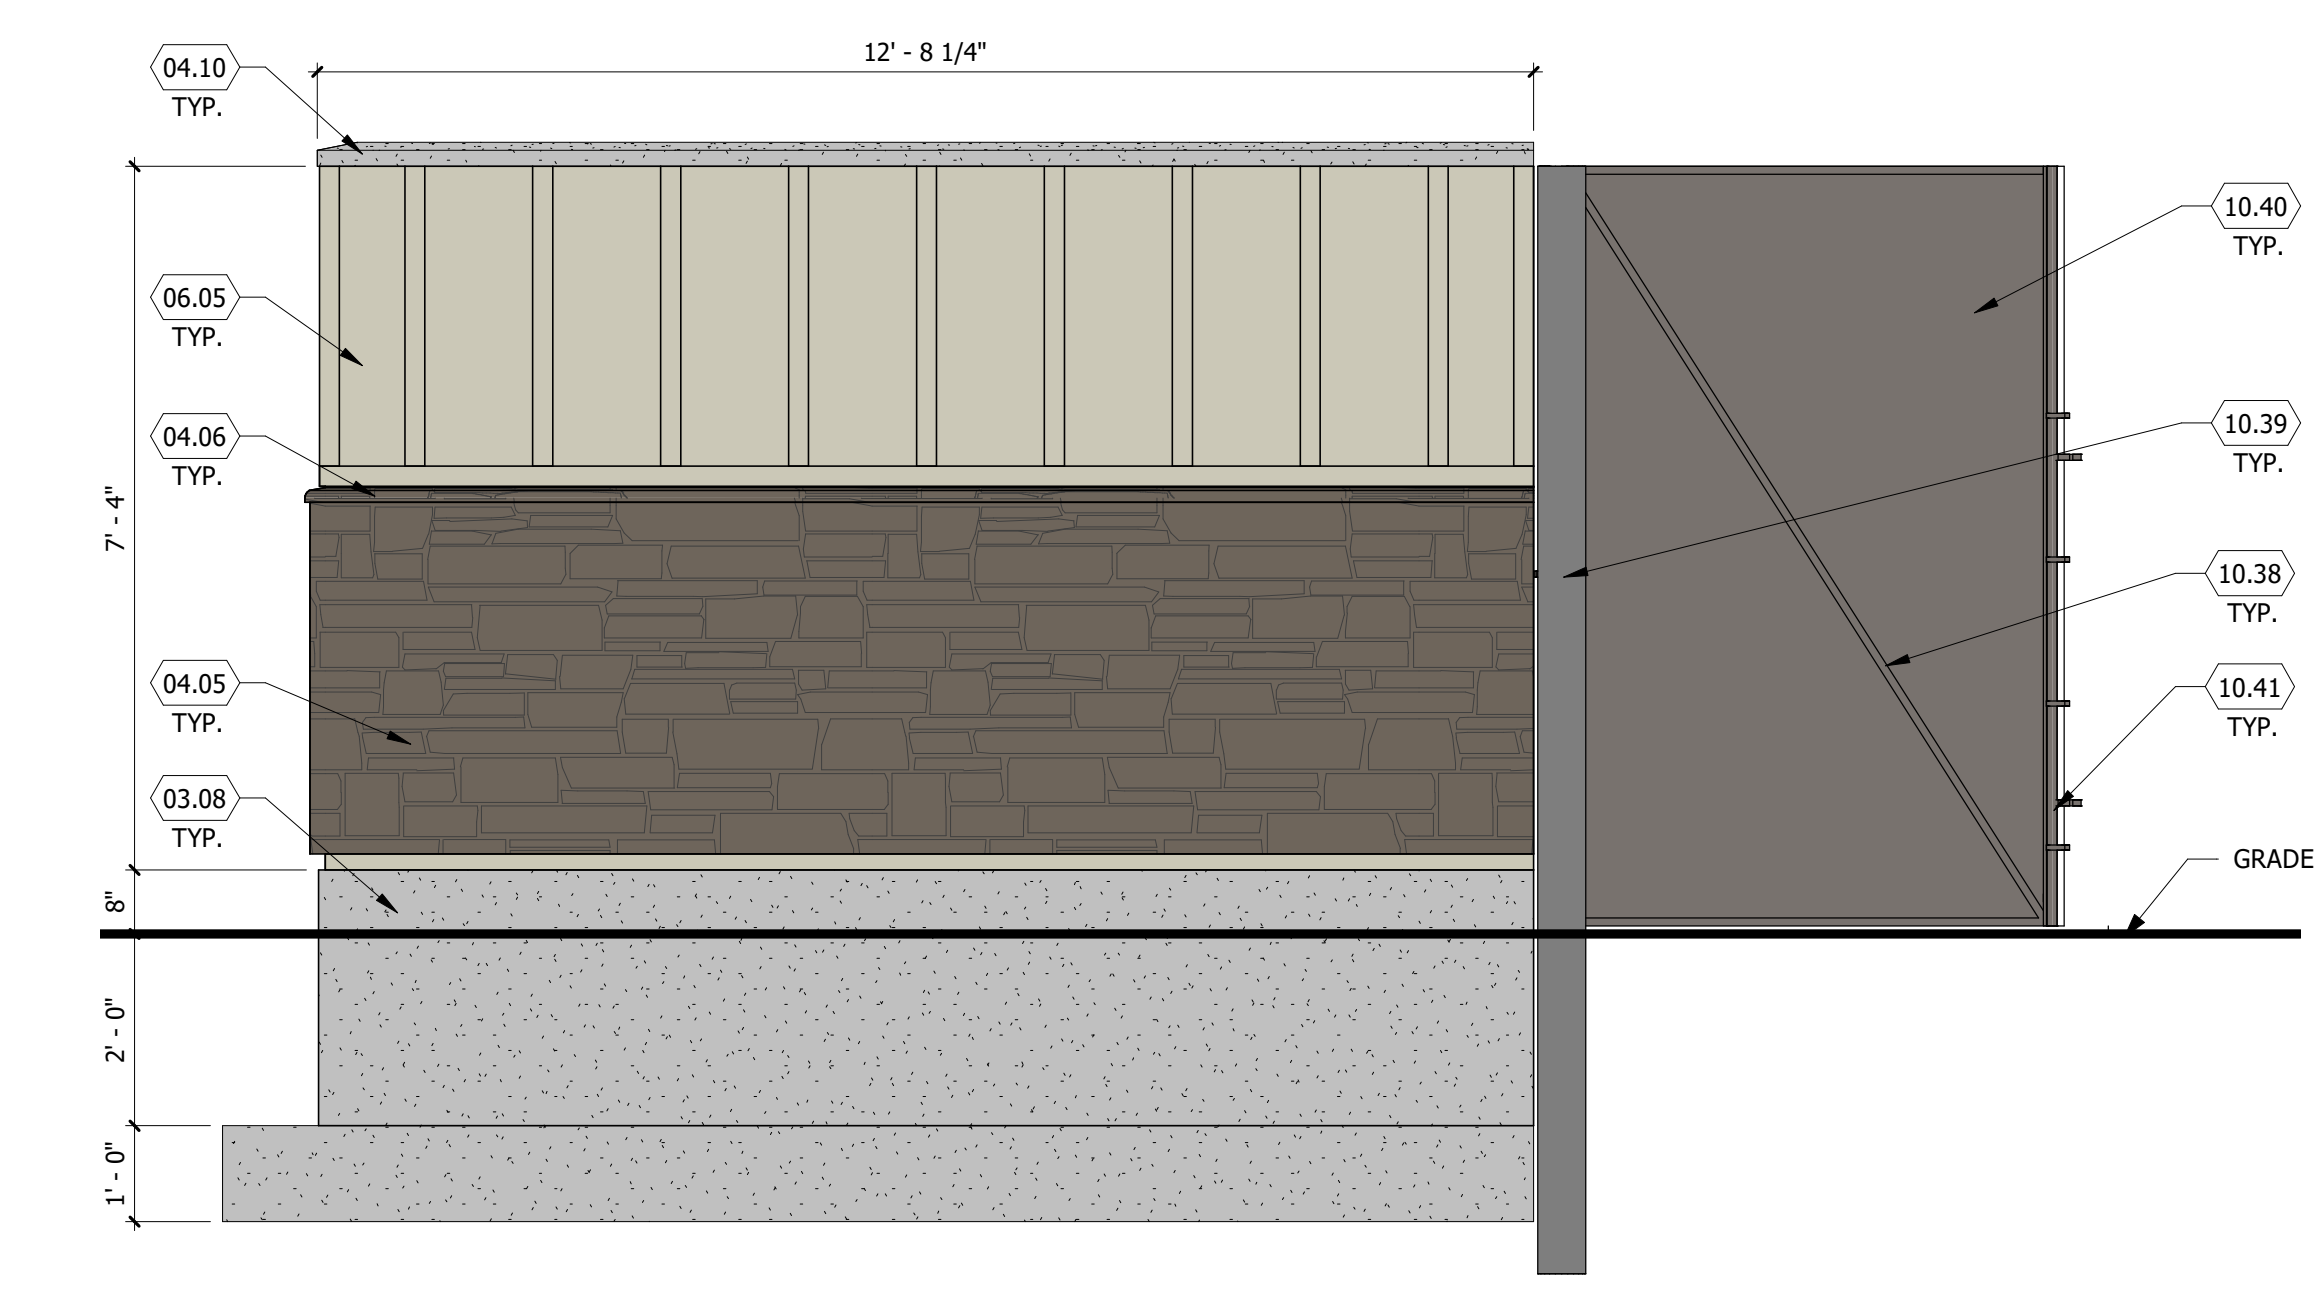 12' - 8 1/4"
04.10
TYP.
06.05
TYP.
04.06
TYP.
7' - 4"
04.05
TYP.
03.08
TYP.
8"
2' - 0"
1' - 0"
10.40
TYP.
10.39
TYP.
10.38
TYP.
10.41
TYP.
GRADE